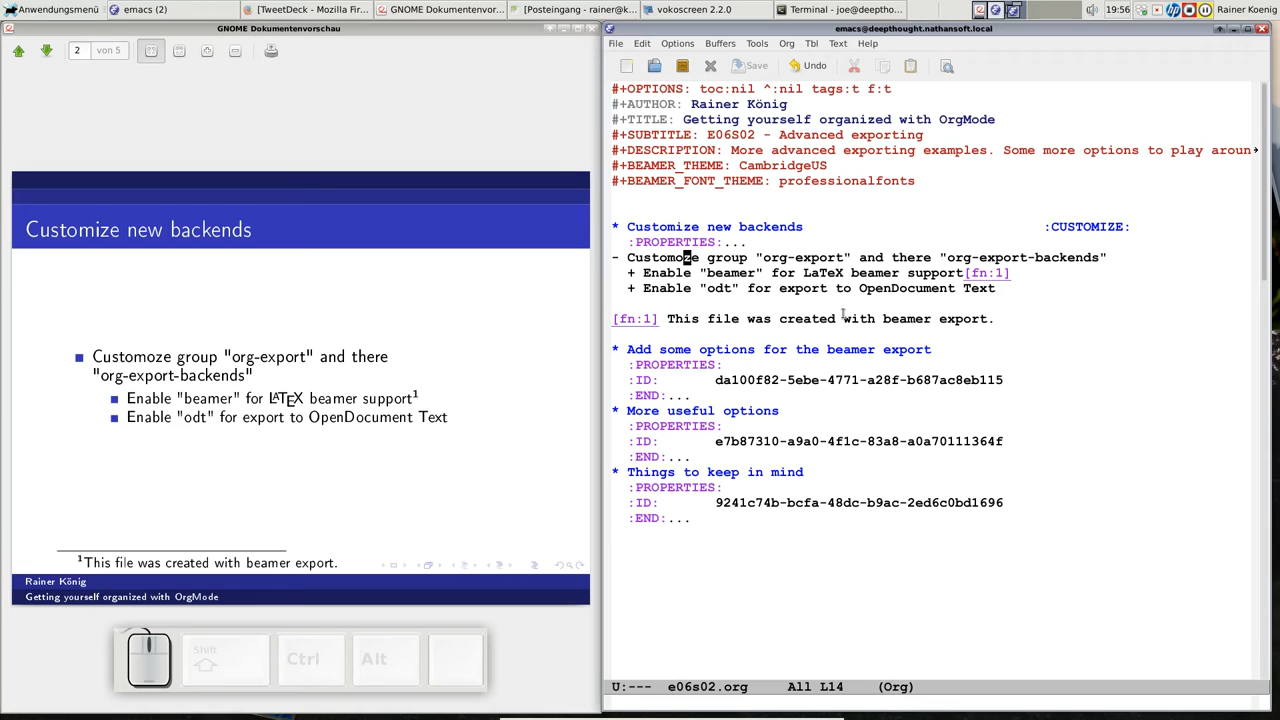 Anwendungsmenü
emacs (2)
[TweetDeck - Mozilla Fir...
GNOME Dokumentenvorsc...
[Posteingang - rainer@k...
vokoscreen 2.2.0
Terminal - joe@deeptho...
19:56
Rainer Koenig
GNOME Dokumentenvorschau
2 von 5
Customize new backends
Customoze group "org-export" and there
"org-export-backends"
Enable "beamer" for LATEX beamer support1
Enable "odt" for export to OpenDocument Text
1This file was created with beamer export.
Rainer König
Getting yourself organized with OrgMode
Shift
Ctrl
Alt
emacs@deepthought.nathansoft.local
File Edit Options Buffers Tools Org Tbl Text Help
Save Undo
#+OPTIONS: toc:nil ^:nil tags:t f:t
#+AUTHOR: Rainer König
#+TITLE: Getting yourself organized with OrgMode
#+SUBTITLE: E06S02 - Advanced exporting
#+DESCRIPTION: More advanced exporting examples. Some more options to play aroun
#+BEAMER_THEME: CambridgeUS
#+BEAMER_FONT_THEME: professionalfonts
* Customize new backends :CUSTOMIZE:
:PROPERTIES:...
- Customoze group "org-export" and there "org-export-backends"
+ Enable "beamer" for LaTeX beamer support[fn:1]
+ Enable "odt" for export to OpenDocument Text
[fn:1] This file was created with beamer export.
* Add some options for the beamer export
:PROPERTIES:
:ID: da100f82-5ebe-4771-a28f-b687ac8eb115
:END:...
* More useful options
:PROPERTIES:
:ID: e7b87310-a9a0-4f1c-83a8-a0a70111364f
:END:...
* Things to keep in mind
:PROPERTIES:
:ID: 9241c74b-bcfa-48dc-b9ac-2ed6c0bd1696
:END:...
U:--- e06s02.org All L14 (Org)